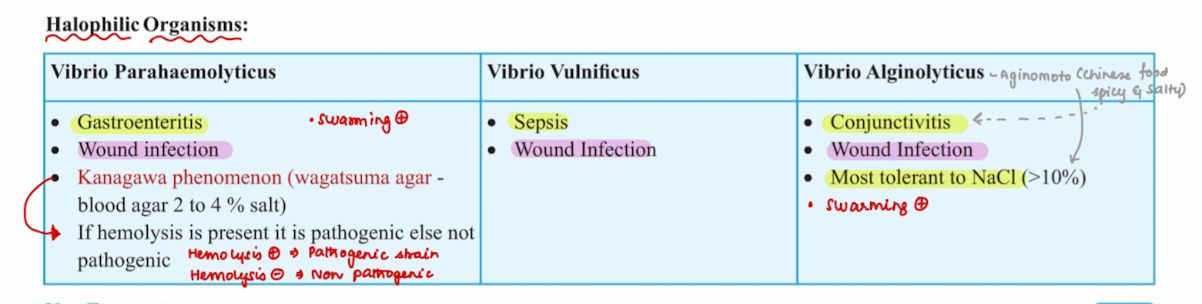 Halophilic Organisms:
Vibrio Parahaemolyticus
• Gastroenteritis
• swarming ⊕
• Wound infection
• Kanagawa phenomenon (wagatsuma agar -
blood agar 2 to 4 % salt)
• If hemolysis is present it is pathogenic else not
pathogenic
Hemolysis ⊕ ⇒ Pathogenic strain
Hemolysis ⊖ ⇒ Non pathogenic
Vibrio Vulnificus
• Sepsis
• Wound Infection
Vibrio Alginolyticus - Aginomoto (chinese food
spicy & salty)
• Conjunctivitis
• Wound Infection
• Most tolerant to NaCl (>10%)
• swarming ⊕